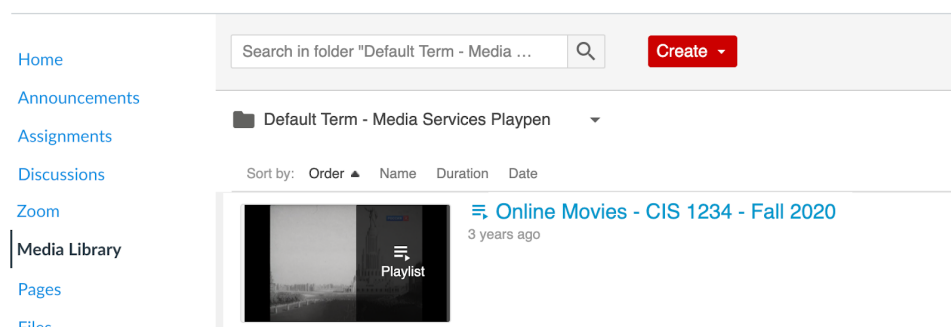 Search in folder "Default Term - Media ...
Create
Home
Announcements
Assignments
Discussions
Zoom
Media Library
Pages
Files
Default Term - Media Services Playpen
Sort by: Order Name Duration Date
Playlist
Online Movies - CIS 1234 - Fall 2020
3 years ago